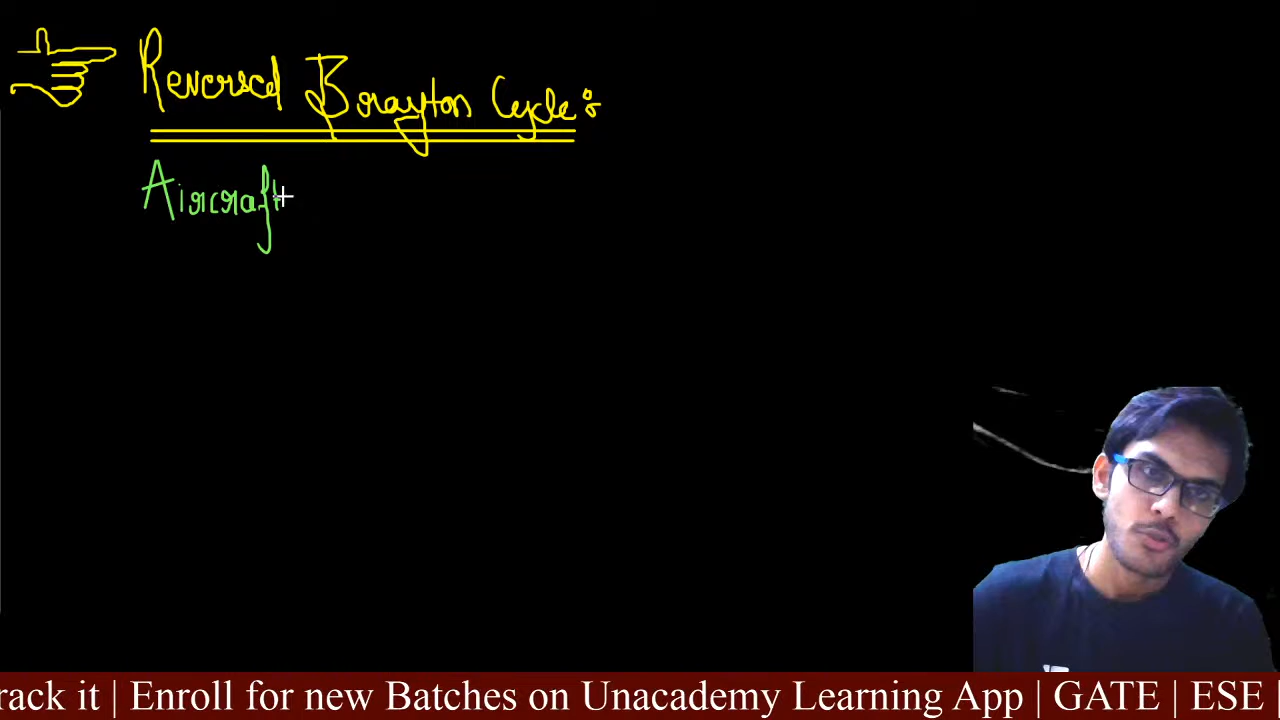 Reversed Brayton Cycle:
Aircraft
rack it | Enroll for new Batches on Unacademy Learning App | GATE | ESE |